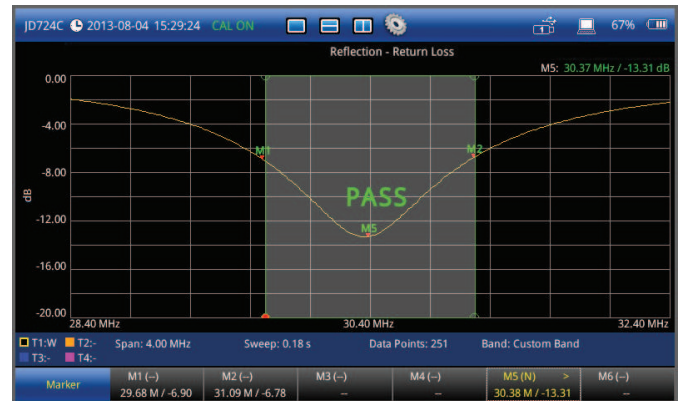 JD724C 2013-08-04 15:29:24 CAL ON 67%
Reflection - Return Loss
M5: 30.37 MHz / -13.31 dB
0.00
-4.00
-8.00
-12.00
-16.00
-20.00
dB
M1
M2
PASS
M5
28.40 MHz 30.40 MHz 32.40 MHz
T1:W T2:- Span: 4.00 MHz Sweep: 0.18 s Data Points: 251 Band: Custom Band
T3:- T4:-
Marker
M1 (--) M2 (--) M3 (--) M4 (--) M5 (N) > M6 (--)
29.68 M / -6.90 31.09 M / -6.78 -- -- 30.38 M / -13.31 --